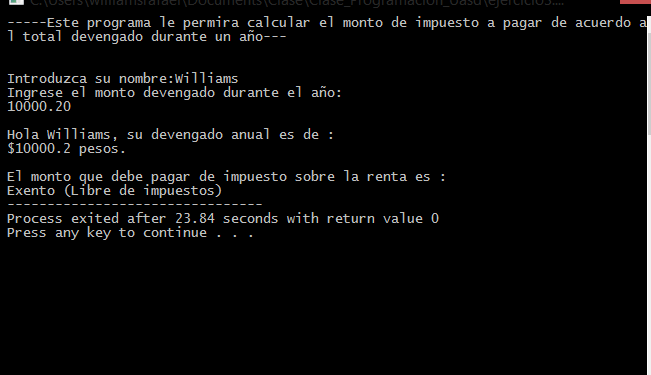 C:\Users\williamsrafael\Documents\Clase\Clase_Programacion_Uasd\ejercicio5....
-----Este programa le permira calcular el monto de impuesto a pagar de acuerdo a
l total devengado durante un año---
Introduzca su nombre:Williams
Ingrese el monto devengado durante el año:
10000.20
Hola Williams, su devengado anual es de :
$10000.2 pesos.
El monto que debe pagar de impuesto sobre la renta es :
Exento (Libre de impuestos)
--------------------------------
Process exited after 23.84 seconds with return value 0
Press any key to continue . . .